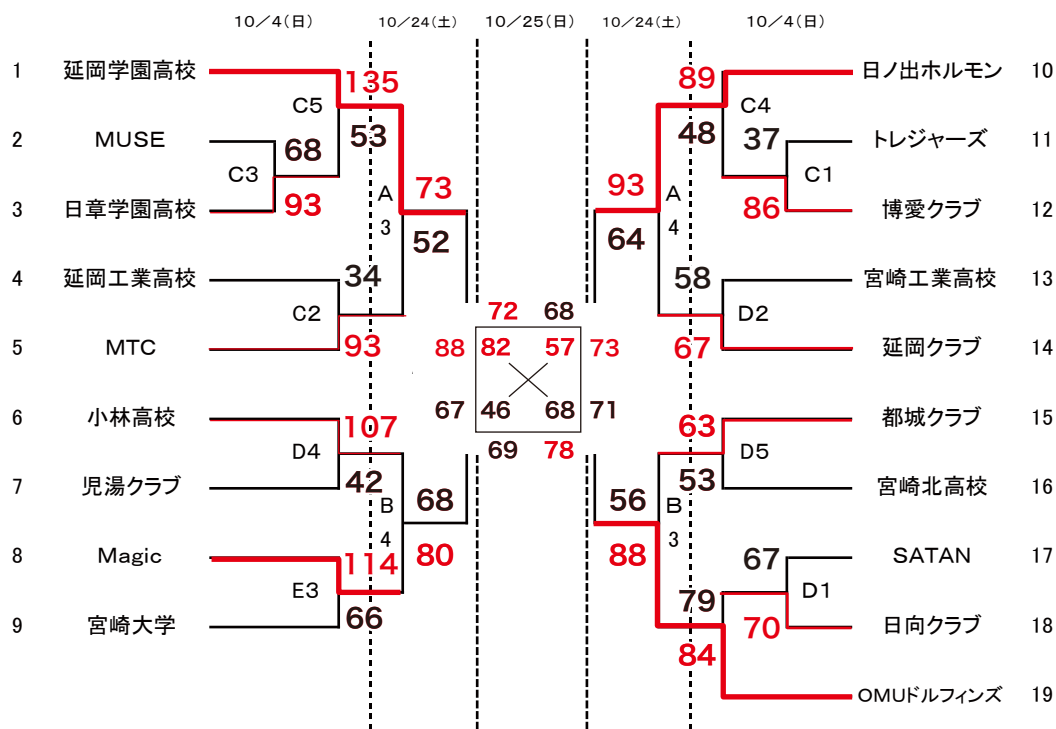 10/4(日) 10/24(土) 10/25(日) 10/24(土) 10/4(日)
1 延岡学園高校 135 89 日ノ出ホルモン 10
C5 C4
2 MUSE 68 53 48 37 トレジャーズ 11
C3 C1
3 日章学園高校 93 A 3 73 93 A 4 86 博愛クラブ 12
52 64
4 延岡工業高校 34 58 宮崎工業高校 13
C2 72 68 D2
5 MTC 93 88 82 57 73 67 延岡クラブ 14
6 小林高校 107 67 46 68 71 63 都城クラブ 15
D4 69 78 D5
7 児湯クラブ 42 B 4 68 56 B 3 53 宮崎北高校 16
8 Magic 114 80 88 67 SATAN 17
E3 D1
9 宮崎大学 66 79 70 日向クラブ 18
84
OMUドルフィンズ 19